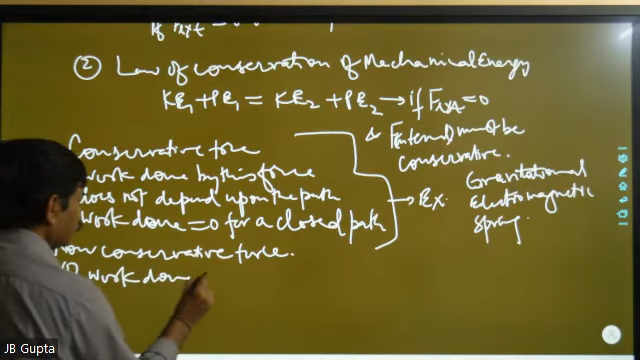 ② Law of conservation of Mechanical Energy
KE₁+PE₁ = KE₂+PE₂ → if Fₑₓₜ=0
& F internal must be
conservative.
Conservative force
work done by this force
does not depend upon the path
work done =0 for a closed path
→ Ex. Gravitational
Electromagnetic
Spring.
Non conservative force.
work don
JB Gupta